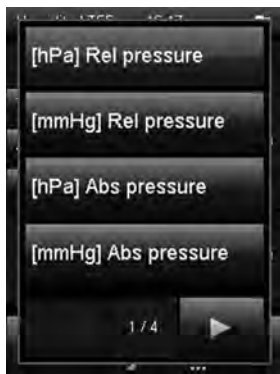 [hPa] Rel pressure
[mmHg] Rel pressure
[hPa] Abs pressure
[mmHg] Abs pressure
1 / 4